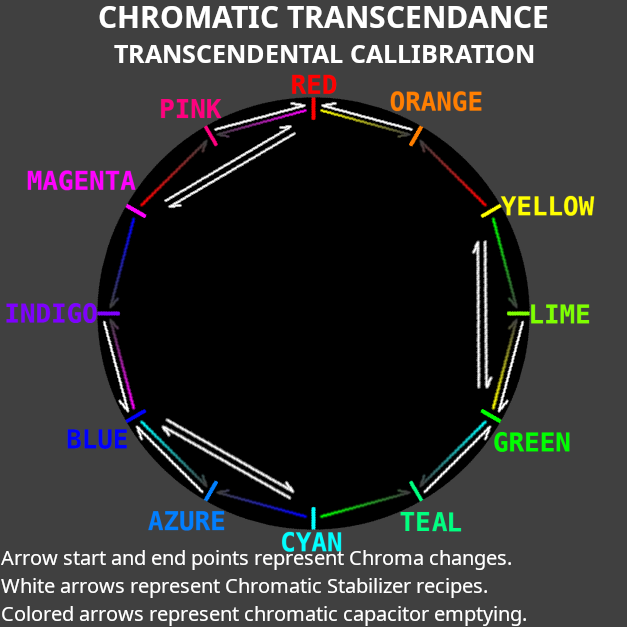 CHROMATIC TRANSCENDANCE
TRANSCENDENTAL CALLIBRATION
RED
PINK
ORANGE
MAGENTA
YELLOW
INDIGO
LIME
BLUE
GREEN
AZURE
TEAL
CYAN
Arrow start and end points represent Chroma changes.
White arrows represent Chromatic Stabilizer recipes.
Colored arrows represent chromatic capacitor emptying.